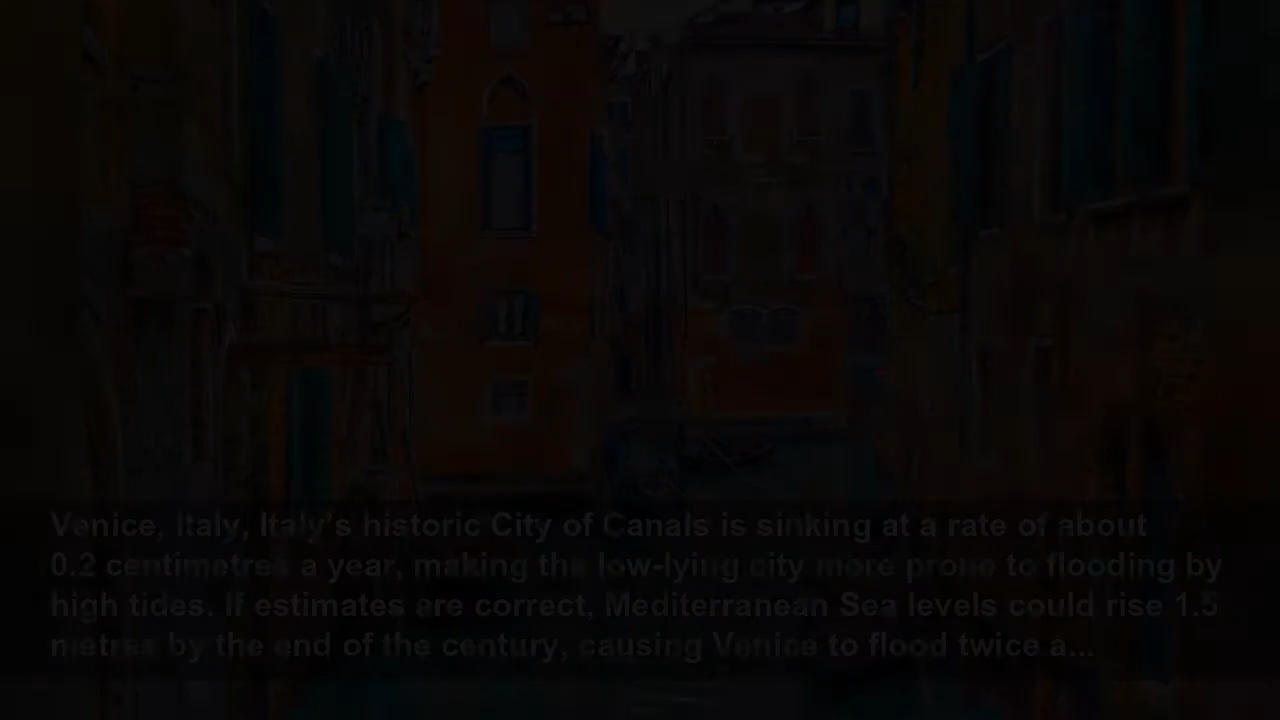 Venice, Italy, Italy's historic City of Canals is sinking at a rate of about
0.2 centimetres a year, making the low-lying city more prone to flooding by
high tides. If estimates are correct, Mediterranean Sea levels could rise 1.5
metres by the end of the century, causing Venice to flood twice a...